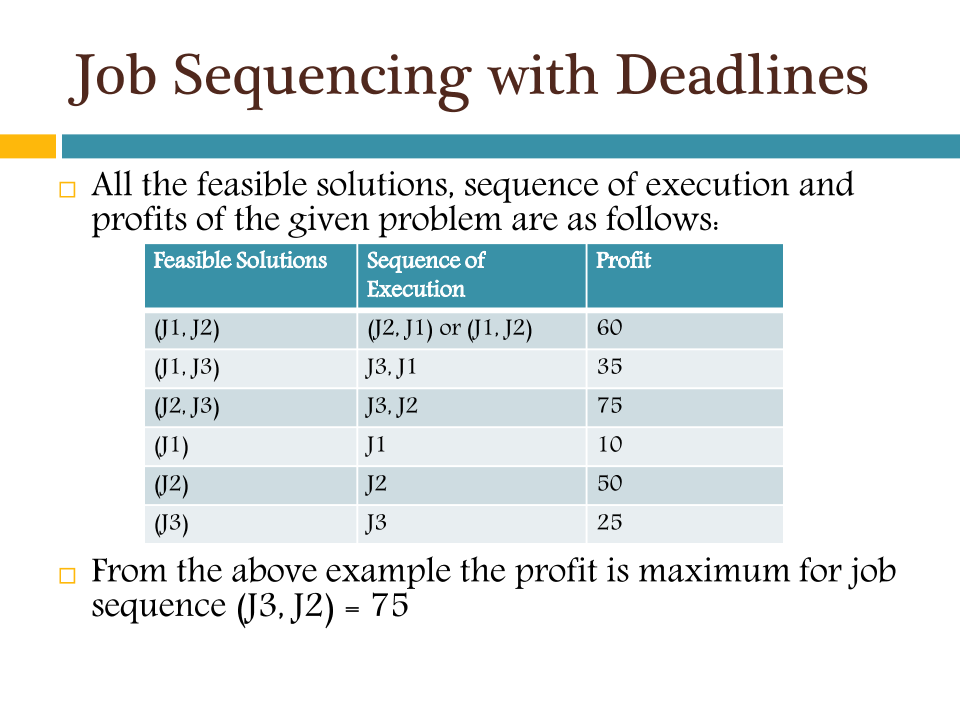 Job Sequencing with Deadlines
All the feasible solutions, sequence of execution and
profits of the given problem are as follows:
Feasible Solutions Sequence of Execution Profit
(J1, J2) (J2, J1) or (J1, J2) 60
(J1, J3) J3, J1 35
(J2, J3) J3, J2 75
(J1) J1 10
(J2) J2 50
(J3) J3 25
From the above example the profit is maximum for job
sequence (J3, J2) = 75